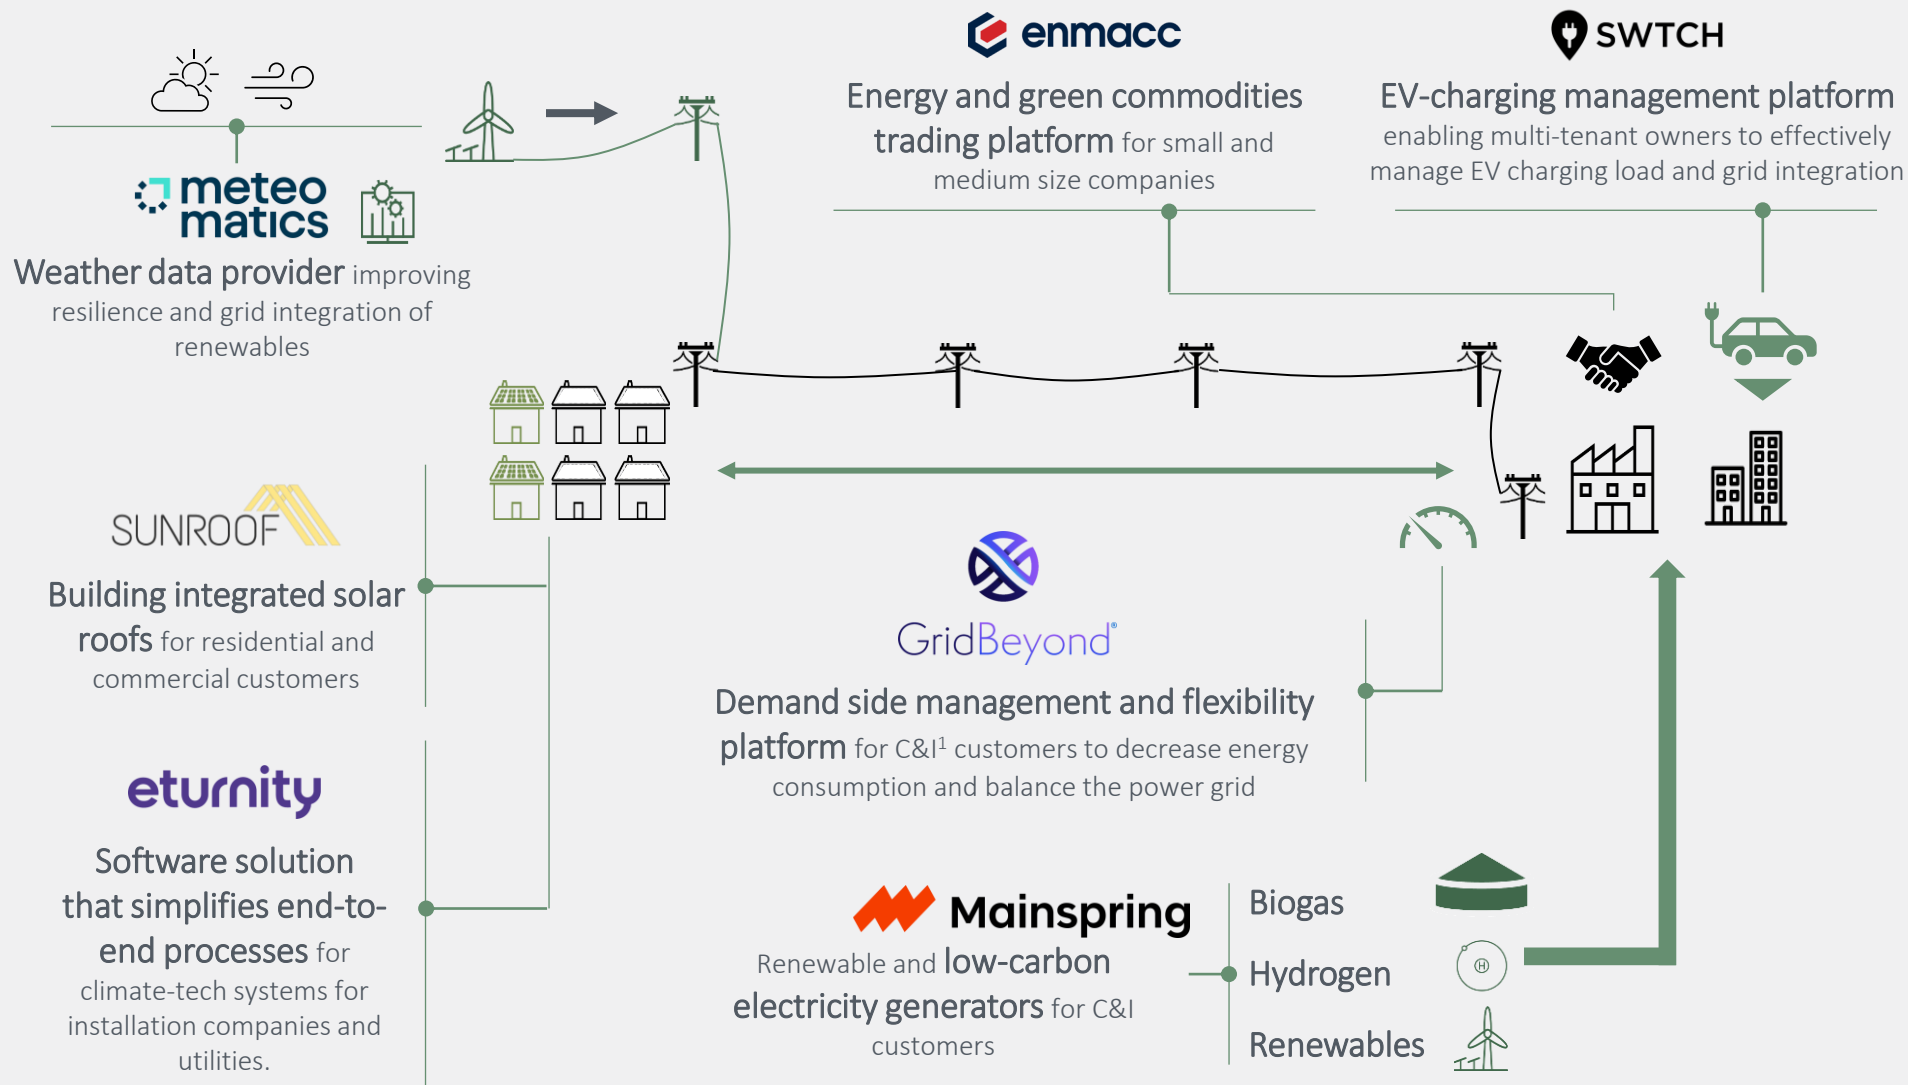 meteo
matics
Weather data provider improving
resilience and grid integration of
renewables
enmacc
Energy and green commodities
trading platform for small and
medium size companies
SWTCH
EV-charging management platform
enabling multi-tenant owners to effectively
manage EV charging load and grid integration
SUNROOF
Building integrated solar
roofs for residential and
commercial customers
eturnity
Software solution
that simplifies end-to-
end processes for
climate-tech systems for
installation companies and
utilities.
GridBeyond®
Demand side management and flexibility
platform for C&I¹ customers to decrease energy
consumption and balance the power grid
Mainspring
Renewable and low-carbon
electricity generators for C&I
customers
Biogas
Hydrogen
H
Renewables